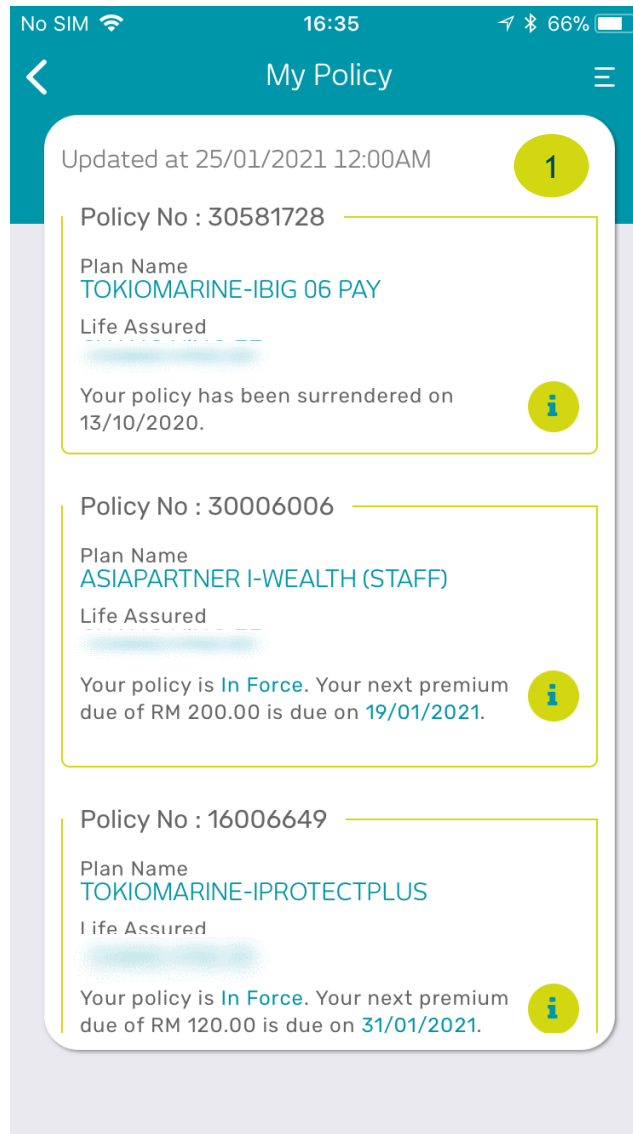 No SIM 16:35 66%
My Policy
Updated at 25/01/2021 12:00AM
1
Policy No : 30581728
Plan Name
TOKIOMARINE-IBIG 06 PAY
Life Assured
Your policy has been surrendered on
13/10/2020.
i
Policy No : 30006006
Plan Name
ASIAPARTNER I-WEALTH (STAFF)
Life Assured
Your policy is In Force. Your next premium
due of RM 200.00 is due on 19/01/2021.
i
Policy No : 16006649
Plan Name
TOKIOMARINE-IPROTECTPLUS
Life Assured
Your policy is In Force. Your next premium
due of RM 120.00 is due on 31/01/2021.
i